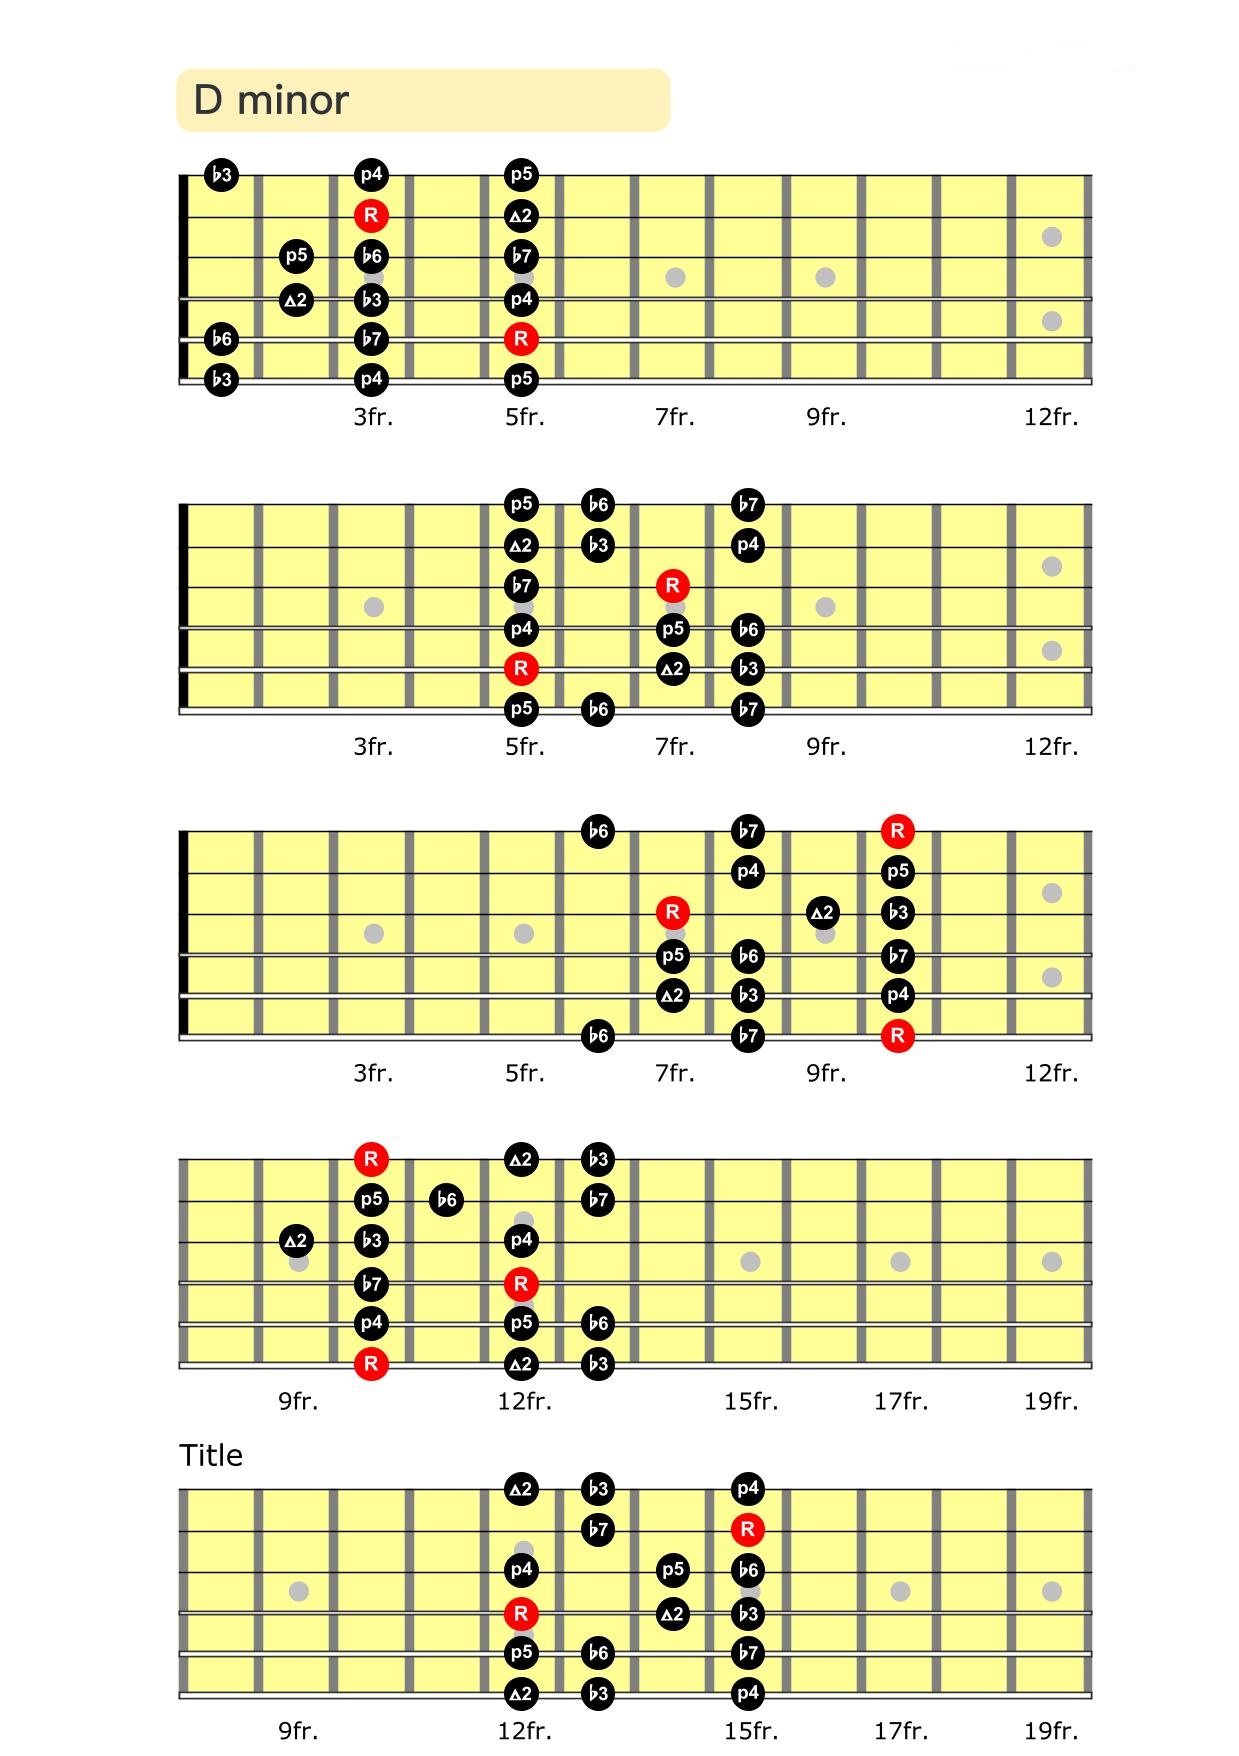 D minor
♭3 p4 p5
R △2
p5 ♭6 ♭7
△2 ♭3 p4
♭6 ♭7 R
♭3 p4 p5
3fr. 5fr. 7fr. 9fr. 12fr.
p5 ♭6 ♭7
△2 ♭3 p4
♭7 R
p4 p5 ♭6
R △2 ♭3
p5 ♭6 ♭7
3fr. 5fr. 7fr. 9fr. 12fr.
♭6 ♭7 R
p4 p5
R △2 ♭3
p5 ♭6 ♭7
△2 ♭3 p4
♭6 ♭7 R
3fr. 5fr. 7fr. 9fr. 12fr.
R △2 ♭3
p5 ♭6 ♭7
△2 ♭3 p4
♭7 R
p4 p5 ♭6
R △2 ♭3
9fr. 12fr. 15fr. 17fr. 19fr.
Title
△2 ♭3 p4
♭7 R
p4 p5 ♭6
R △2 ♭3
p5 ♭6 ♭7
△2 ♭3 p4
9fr. 12fr. 15fr. 17fr. 19fr.